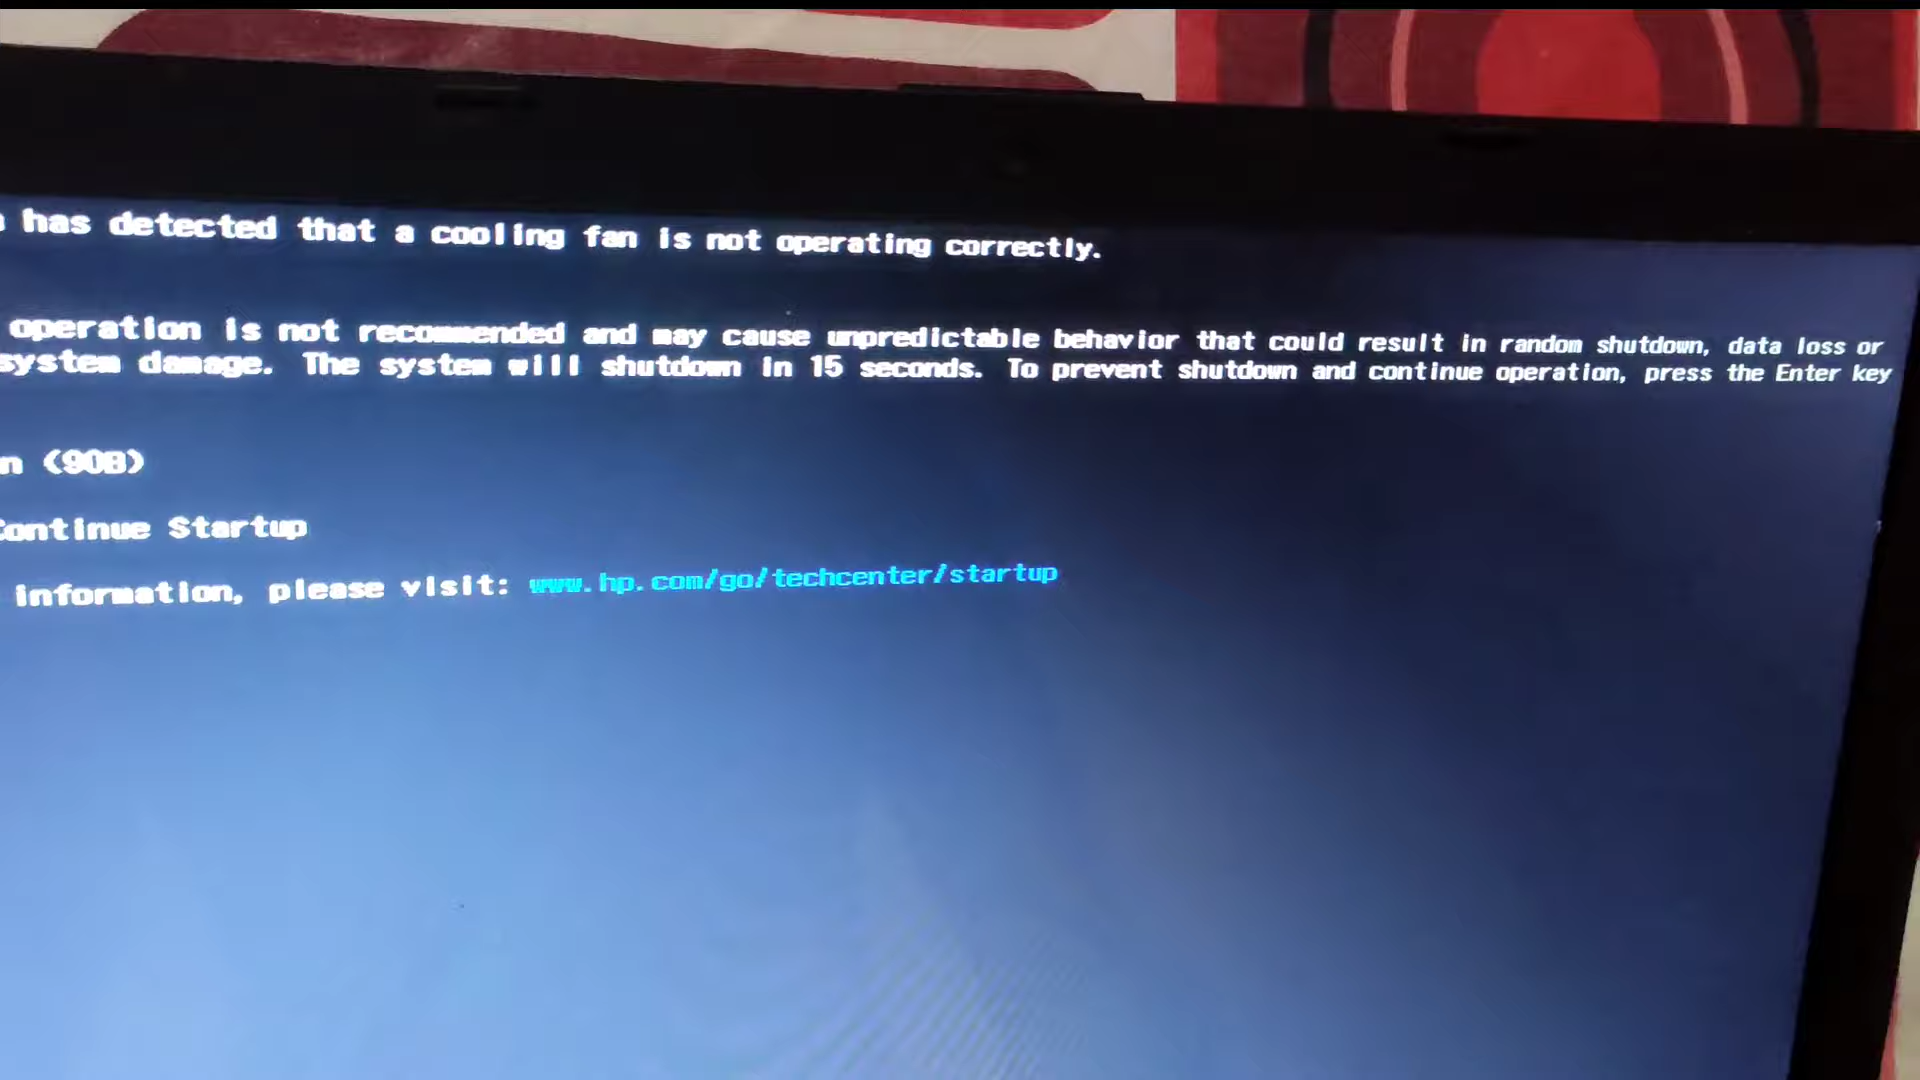 has detected that a cooling fan is not operating correctly.
operation is not recommended and may cause unpredictable behavior that could result in random shutdown, data loss or
system damage. The system will shutdown in 15 seconds. To prevent shutdown and continue operation, press the Enter key
n (90B)
Continue Startup
information, please visit: www.hp.com/go/techcenter/startup